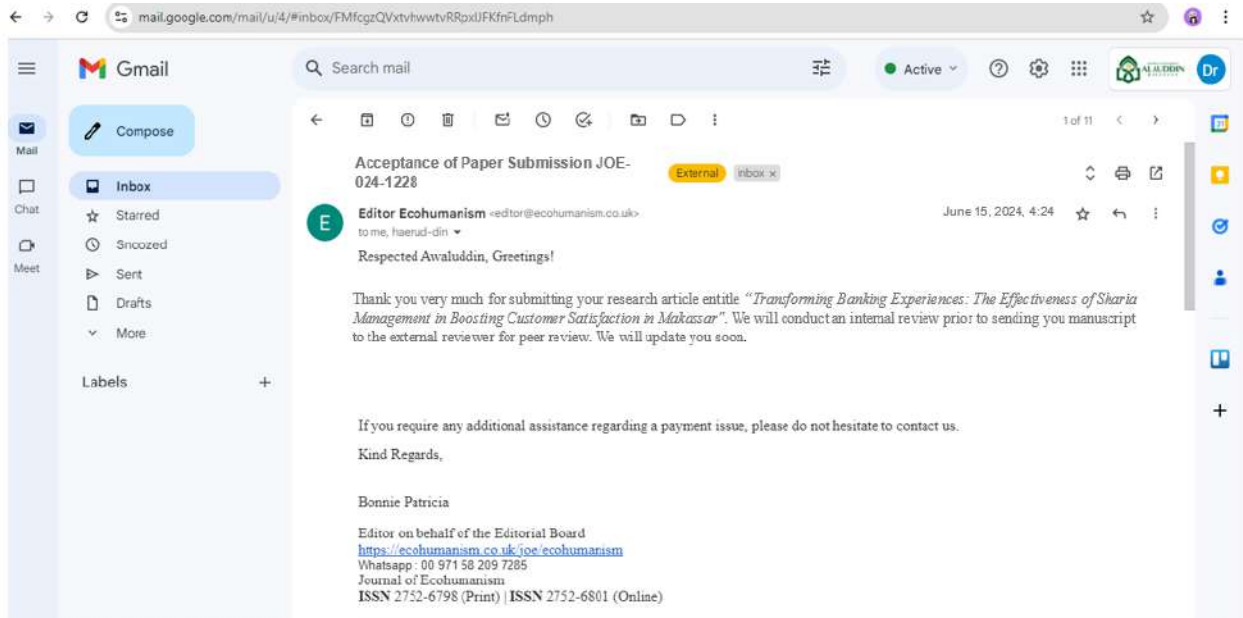 mail.google.com/mail/u/4/#inbox/FMfcgzQVxtvhwwtvRRpxlJFKfnFLdmph
Gmail
Search mail
Active
ALAUDDIN
Dr
Mail
Compose
1 of 11
Chat
Inbox
Acceptance of Paper Submission JOE-
024-1228
External
Inbox x
Starred
Editor Ecohumanism <editor@ecohumanism.co.uk>
June 15, 2024, 4:24
E
to me, haerud-din
Snoozed
Meet
Respected Awaluddin, Greetings!
Sent
Drafts
Thank you very much for submitting your research article entitle “Transforming Banking Experiences: The Effectiveness of Sharia
Management in Boosting Customer Satisfaction in Makassar”. We will conduct an internal review prior to sending you manuscript
to the external reviewer for peer review. We will update you soon.
More
Labels
If you require any additional assistance regarding a payment issue, please do not hesitate to contact us.
Kind Regards,
Bonnie Patricia
Editor on behalf of the Editorial Board
https://ecohumanism.co.uk/joe/ecohumanism
Whatsapp : 00 971 58 209 7285
Journal of Ecohumanism
ISSN 2752-6798 (Print) | ISSN 2752-6801 (Online)